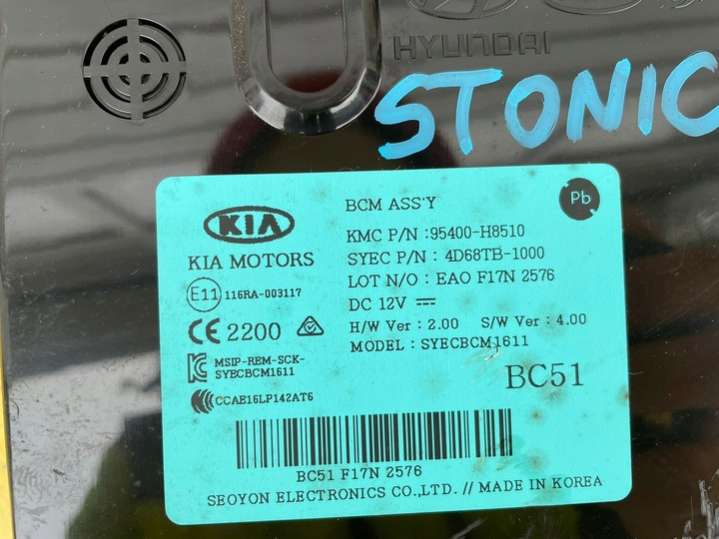 HYUNDAI
STONIC
KIA
KIA MOTORS
BCM ASS'Y
Pb
KMC P/N : 95400-H8510
SYEC P/N : 4D68TB-1000
LOT N/O : EAO F17N 2576
DC 12V
H/W Ver : 2.00 S/W Ver : 4.00
MODEL : SYECBCM1611
E11 116RA-003117
CE 2200
MSIP-REM-SCK-
SYECBCM1611
CCAB16LP142AT6
BC51
BC51 F17N 2576
SEOYON ELECTRONICS CO.,LTD. // MADE IN KOREA